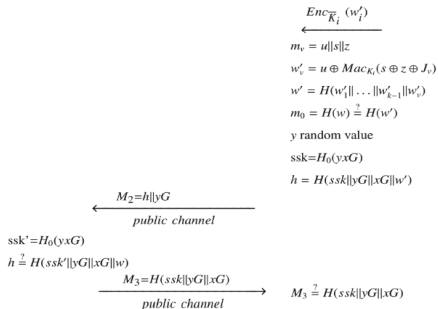 Enc_{\overline{K}_i} (w'_i)
m_v = u||s||z
w'_v = u ⊕ Mac_{K_t}(s ⊕ z ⊕ J_v)
w' = H(w'_1|| … ||w'_{k−1}||w'_v)
m_0 = H(w) ≟ H(w')
y random value
ssk=H_0(yxG)
h = H(ssk||yG||xG||w')
M_2=h||yG
public channel
ssk'=H_0(yxG)
h ≟ H(ssk'||yG||xG||w)
M_3=H(ssk||yG||xG)
public channel
M_3 ≟ H(ssk||yG||xG)